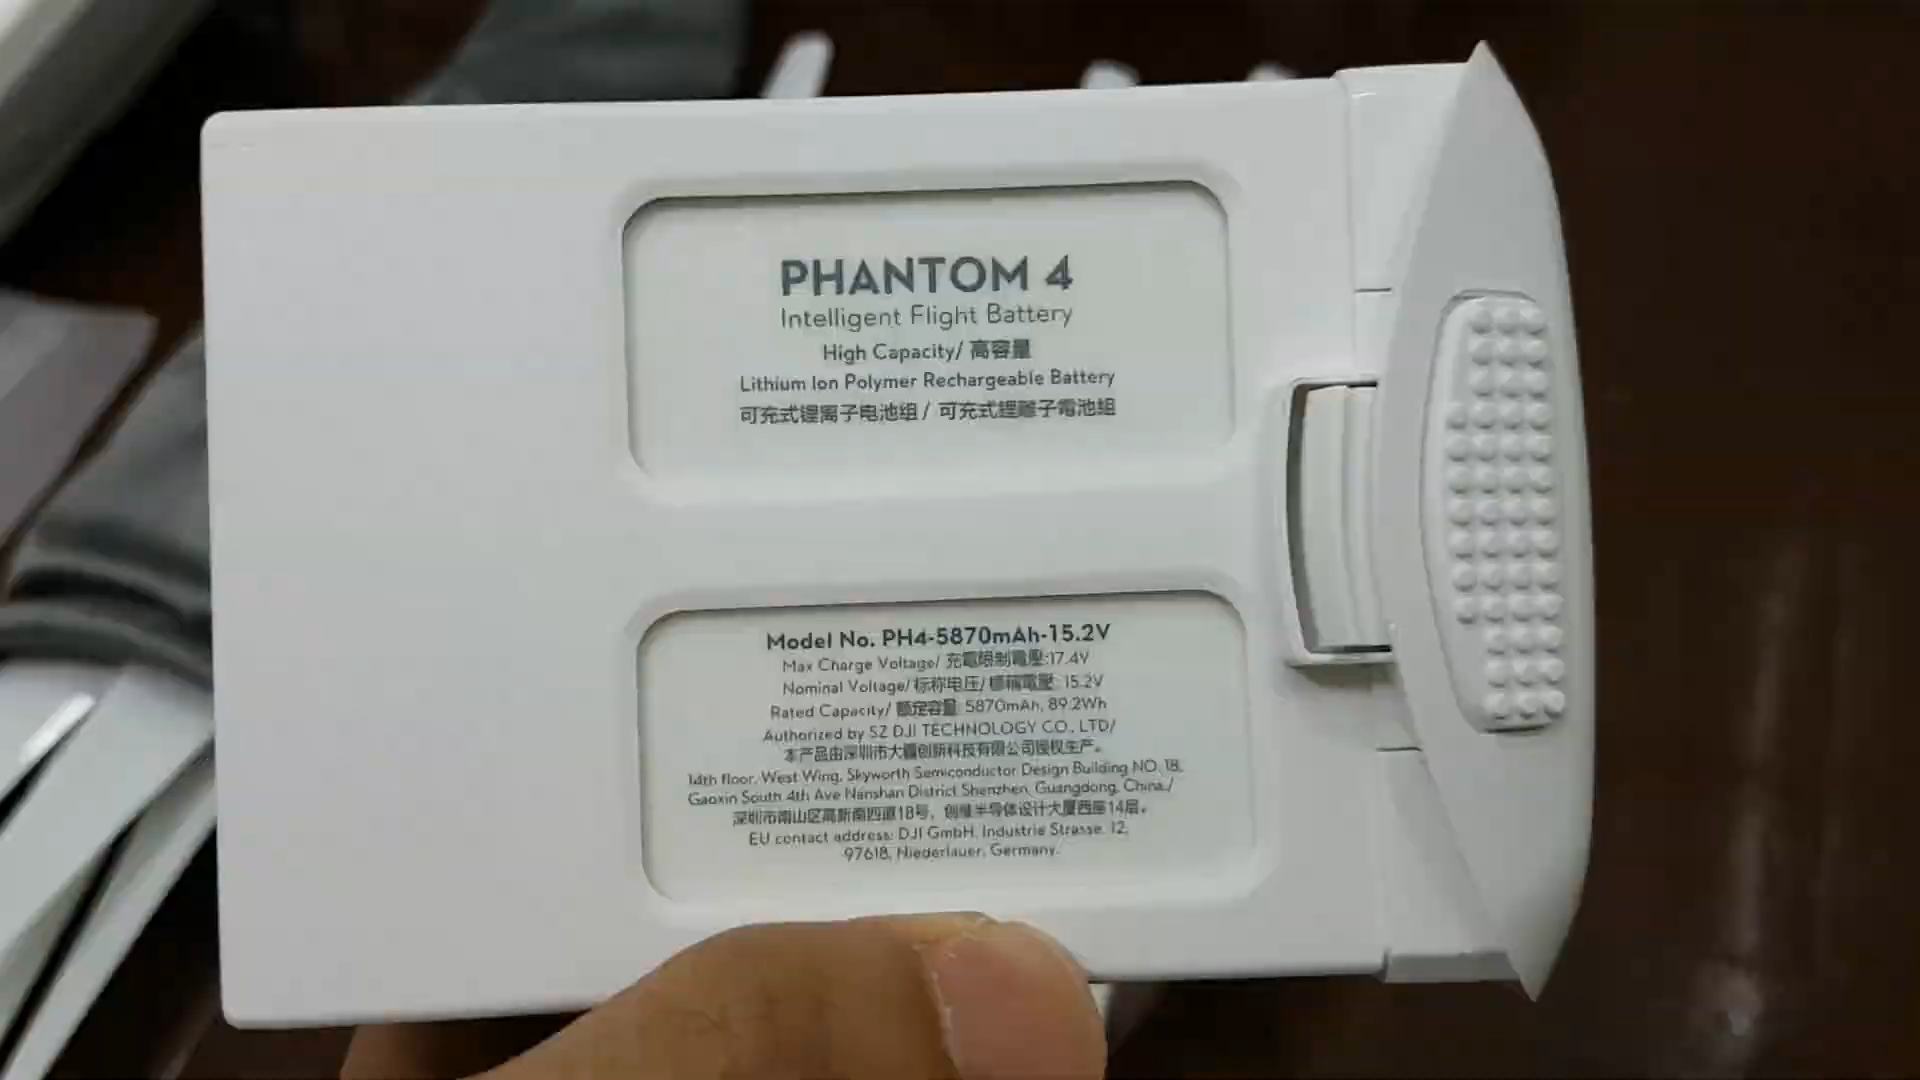 PHANTOM 4
Intelligent Flight Battery
High Capacity/ 高容量
Lithium Ion Polymer Rechargeable Battery
可充式锂离子电池组 / 可充式鋰離子電池組
Model No. PH4-5870mAh-15.2V
Max Charge Voltage/ 充電限制電壓:17.4V
Nominal Voltage/标称电压/標稱電壓: 15.2V
Rated Capacity/ 额定容量: 5870mAh, 89.2Wh
Authorized by SZ DJI TECHNOLOGY CO., LTD/
本产品由深圳市大疆创新科技有限公司授权生产。
14th floor, West Wing, Skyworth Semiconductor Design Building NO. 18,
Gaoxin South 4th Ave Nanshan District Shenzhen, Guangdong, China./
深圳市南山区高新南四道18号，创维半导体设计大厦西座14层。
EU contact address: DJI GmbH, Industrie Strasse, 12,
97618, Niederlauer, Germany.